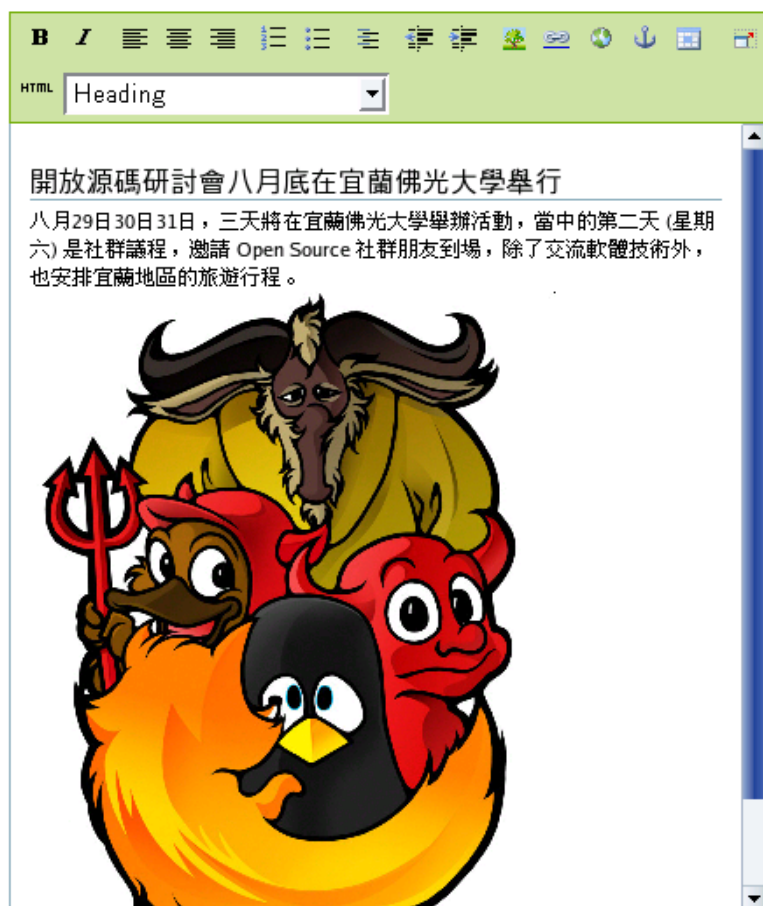 B I
HTML Heading
開放源碼研討會八月底在宜蘭佛光大學舉行
八月29日30日31日，三天將在宜蘭佛光大學舉辦活動，當中的第二天 (星期
六) 是社群議程，邀請 Open Source 社群朋友到場，除了交流軟體技術外，
也安排宜蘭地區的旅遊行程。